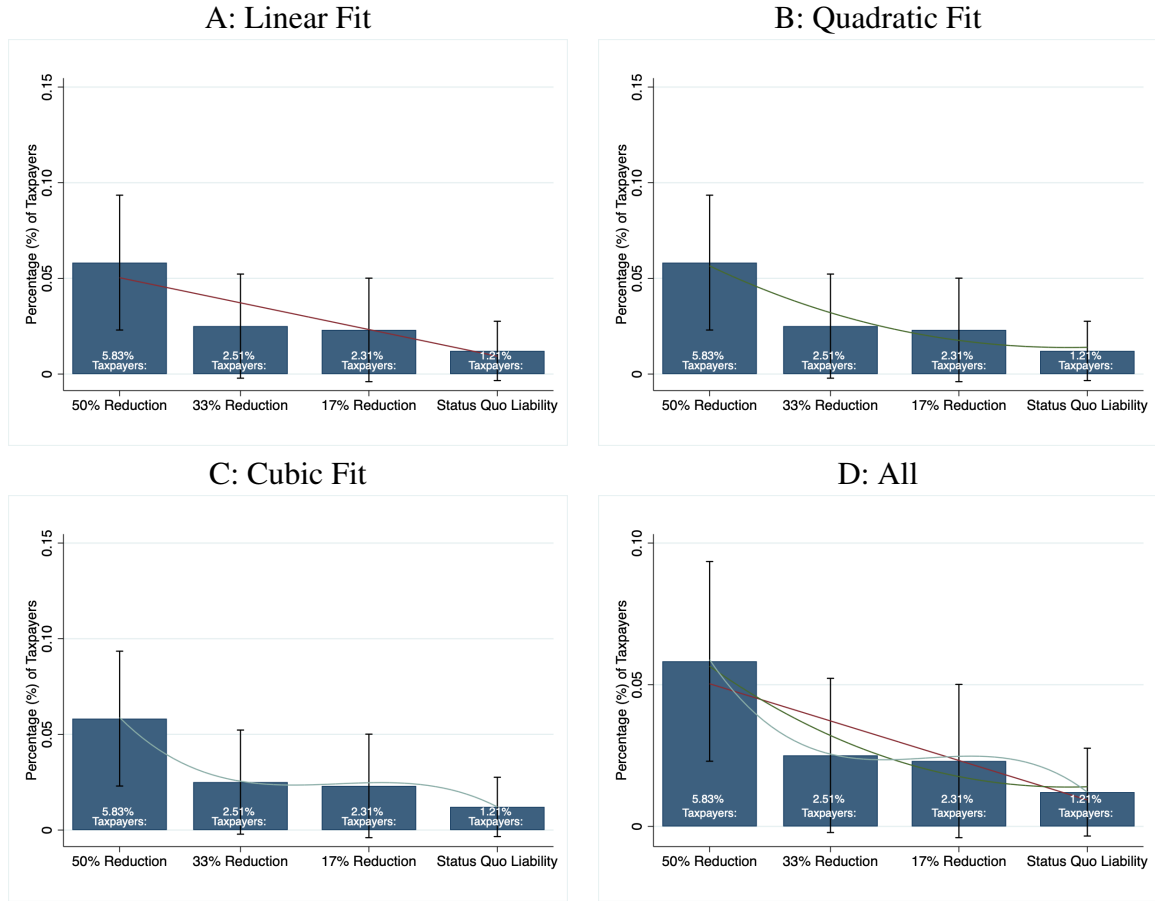 A: Linear Fit
Percentage (%) of Taxpayers
0.15
0.10
0.05
0
5.83%
Taxpayers:
2.51%
Taxpayers:
2.31%
Taxpayers:
1.21%
Taxpayers:
50% Reduction
33% Reduction
17% Reduction
Status Quo Liability
B: Quadratic Fit
Percentage (%) of Taxpayers
0.15
0.10
0.05
0
5.83%
Taxpayers:
2.51%
Taxpayers:
2.31%
Taxpayers:
1.21%
Taxpayers:
50% Reduction
33% Reduction
17% Reduction
Status Quo Liability
C: Cubic Fit
Percentage (%) of Taxpayers
0.15
0.10
0.05
0
5.83%
Taxpayers:
2.51%
Taxpayers:
2.31%
Taxpayers:
1.21%
Taxpayers:
50% Reduction
33% Reduction
17% Reduction
Status Quo Liability
D: All
Percentage (%) of Taxpayers
0.10
0.05
0
5.83%
Taxpayers:
2.51%
Taxpayers:
2.31%
Taxpayers:
1.21%
Taxpayers:
50% Reduction
33% Reduction
17% Reduction
Status Quo Liability